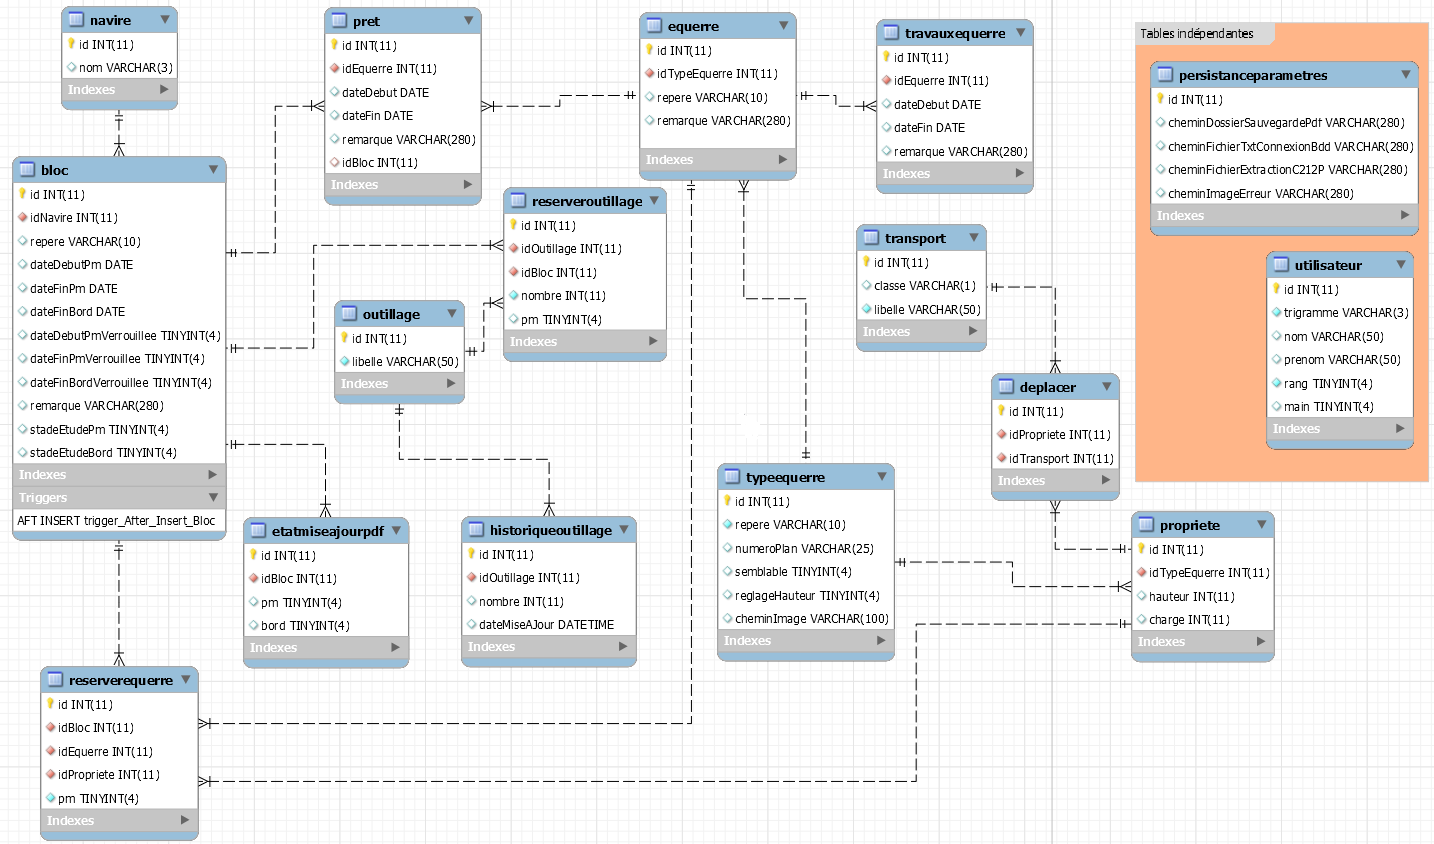 navire
id INT(11)
nom VARCHAR(3)
Indexes
pret
id INT(11)
idEquerre INT(11)
dateDebut DATE
dateFin DATE
remarque VARCHAR(280)
idBloc INT(11)
Indexes
equerre
id INT(11)
idTypeEquerre INT(11)
repere VARCHAR(10)
remarque VARCHAR(280)
Indexes
travauxequerre
id INT(11)
idEquerre INT(11)
dateDebut DATE
dateFin DATE
remarque VARCHAR(280)
Indexes
Tables indépendantes
persistanceparametres
id INT(11)
cheminDossierSauvegardePdf VARCHAR(280)
cheminFichierTxtConnexionBdd VARCHAR(280)
cheminFichierExtractionC212P VARCHAR(280)
cheminImageErreur VARCHAR(280)
Indexes
utilisateur
id INT(11)
trigramme VARCHAR(3)
nom VARCHAR(50)
prenom VARCHAR(50)
rang TINYINT(4)
main TINYINT(4)
Indexes
bloc
id INT(11)
idNavire INT(11)
repere VARCHAR(10)
dateDebutPm DATE
dateFinPm DATE
dateFinBord DATE
dateDebutPmVerrouillee TINYINT(4)
dateFinPmVerrouillee TINYINT(4)
dateFinBordVerrouillee TINYINT(4)
remarque VARCHAR(280)
stadeEtudePm TINYINT(4)
stadeEtudeBord TINYINT(4)
Indexes
Triggers
AFT INSERT trigger_After_Insert_Bloc
reserveroutillage
id INT(11)
idOutillage INT(11)
idBloc INT(11)
nombre INT(11)
pm TINYINT(4)
Indexes
outillage
id INT(11)
libelle VARCHAR(50)
Indexes
transport
id INT(11)
classe VARCHAR(1)
libelle VARCHAR(50)
Indexes
deplacer
id INT(11)
idPropriete INT(11)
idTransport INT(11)
Indexes
etatmiseajourpdf
id INT(11)
idBloc INT(11)
pm TINYINT(4)
bord TINYINT(4)
Indexes
historiqueoutillage
id INT(11)
idOutillage INT(11)
nombre INT(11)
dateMiseAJour DATETIME
Indexes
typeequerre
id INT(11)
repere VARCHAR(10)
numeroPlan VARCHAR(25)
semblable TINYINT(4)
reglageHauteur TINYINT(4)
cheminImage VARCHAR(100)
Indexes
propriete
id INT(11)
idTypeEquerre INT(11)
hauteur INT(11)
charge INT(11)
Indexes
reserverequerre
id INT(11)
idBloc INT(11)
idEquerre INT(11)
idPropriete INT(11)
pm TINYINT(4)
Indexes